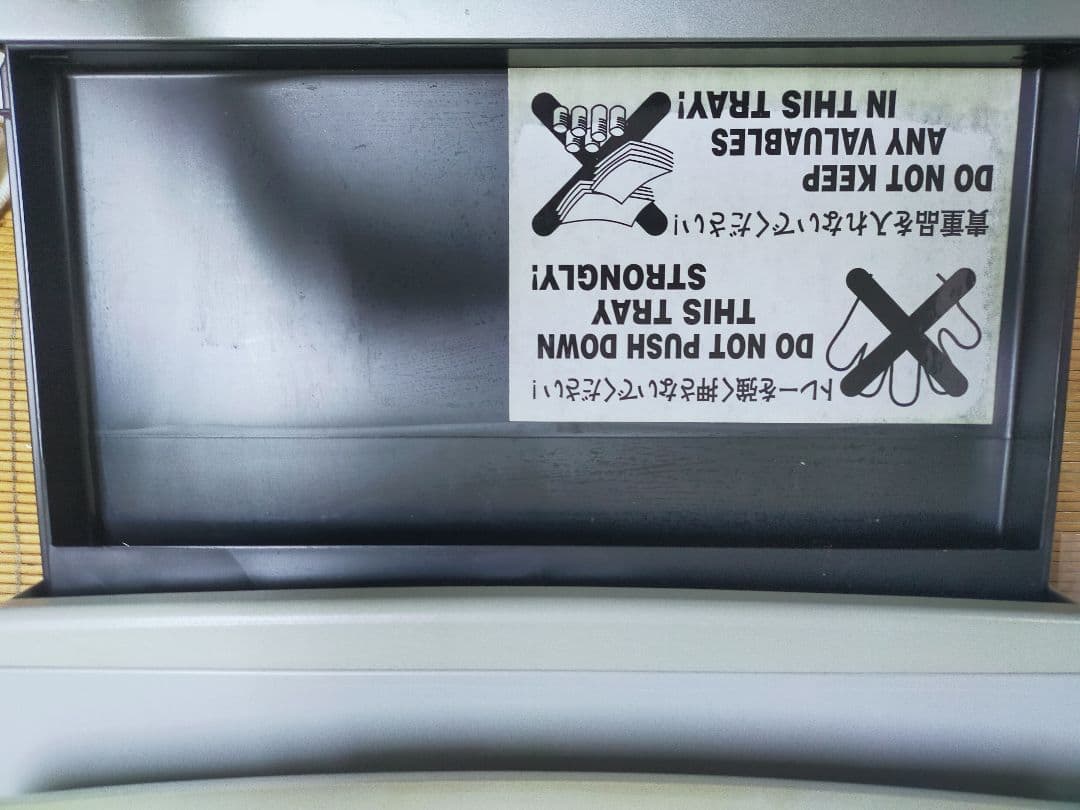 トレーを強く押さないでください!
DO NOT PUSH DOWN
THIS TRAY
STRONGLY!
貴重品を入れないでください!
DO NOT KEEP
ANY VALUABLES
IN THIS TRAY!